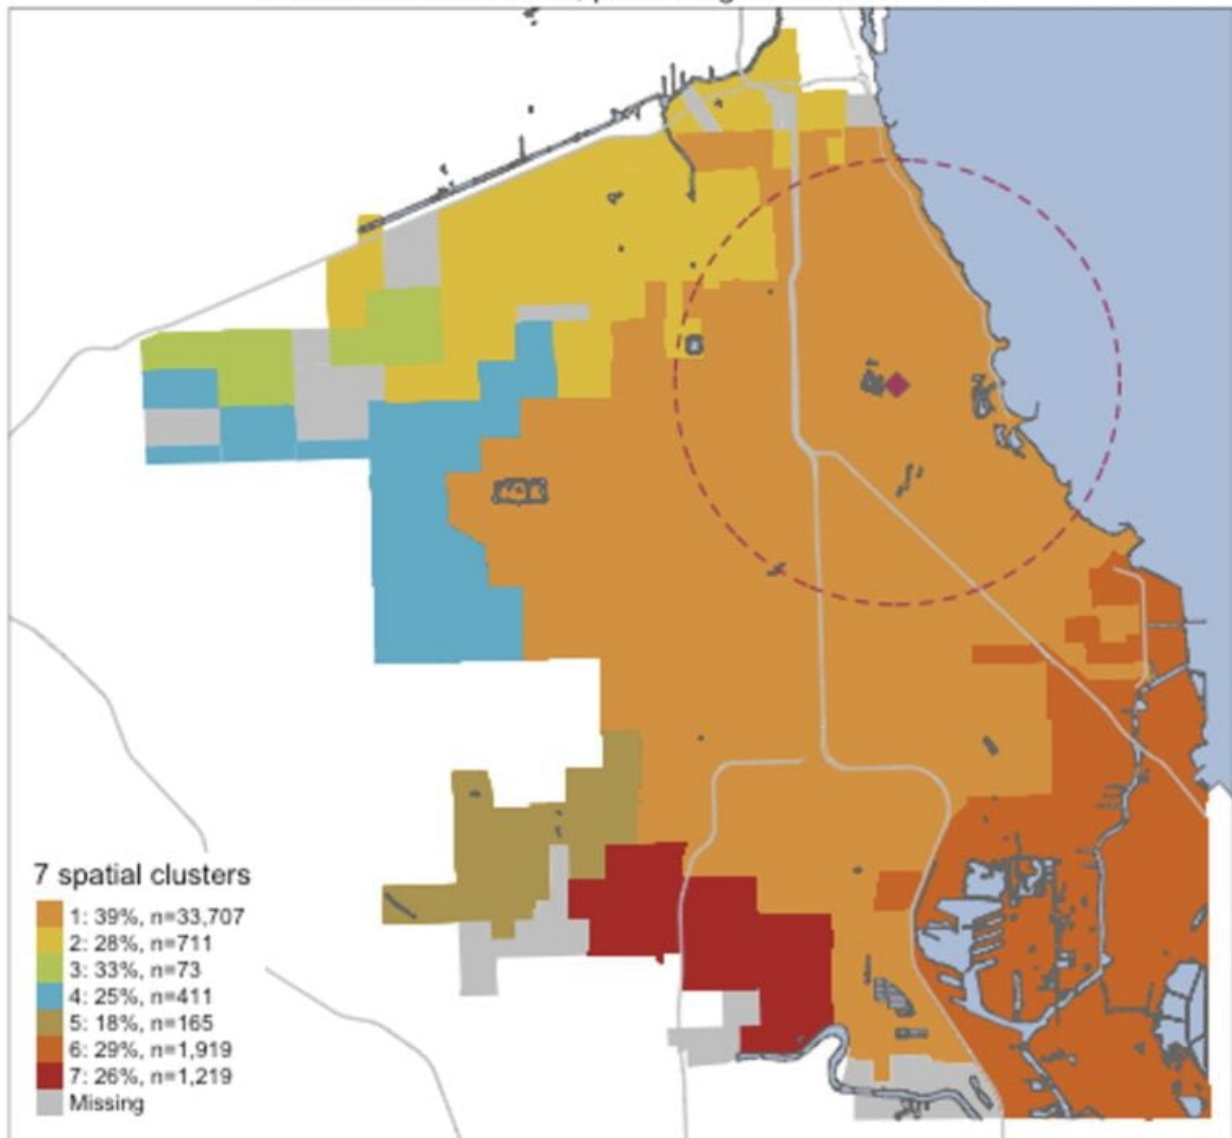 7 spatial clusters
1: 39%, n=33,707
2: 28%, n=711
3: 33%, n=73
4: 25%, n=411
5: 18%, n=165
6: 29%, n=1,919
7: 26%, n=1,219
Missing